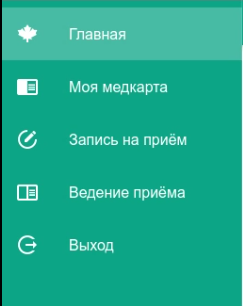 Главная
Моя медкарта
Запись на приём
Ведение приёма
Выход